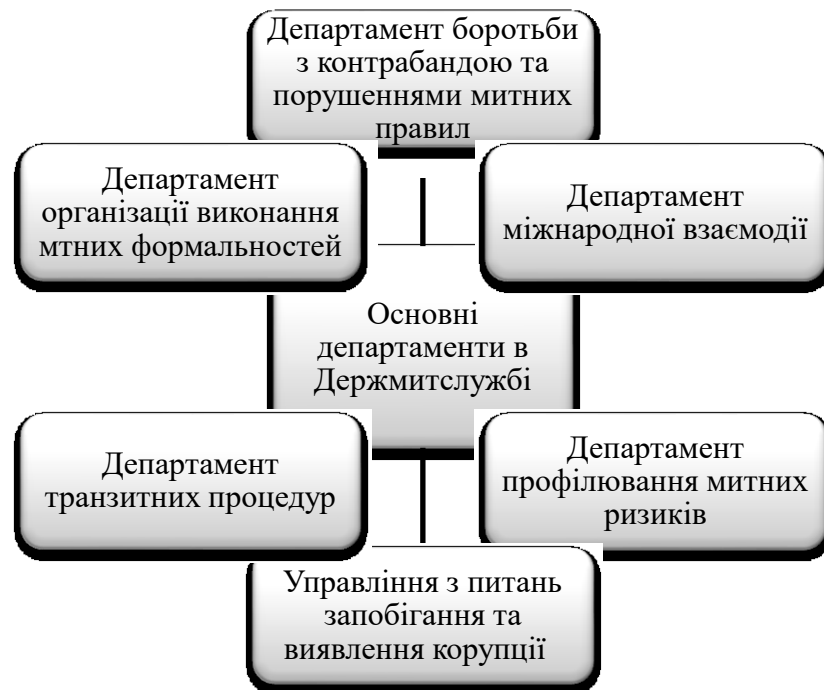 Департамент боротьби
з контрабандою та
порушеннями митних
правил
Департамент
організації виконання
мтних формальностей
Департамент
міжнародної взаємодії
Основні
департаменти в
Держмитслужбі
Департамент
транзитних процедур
Департамент
профілювання митних
ризиків
Управління з питань
запобігання та
виявлення корупції